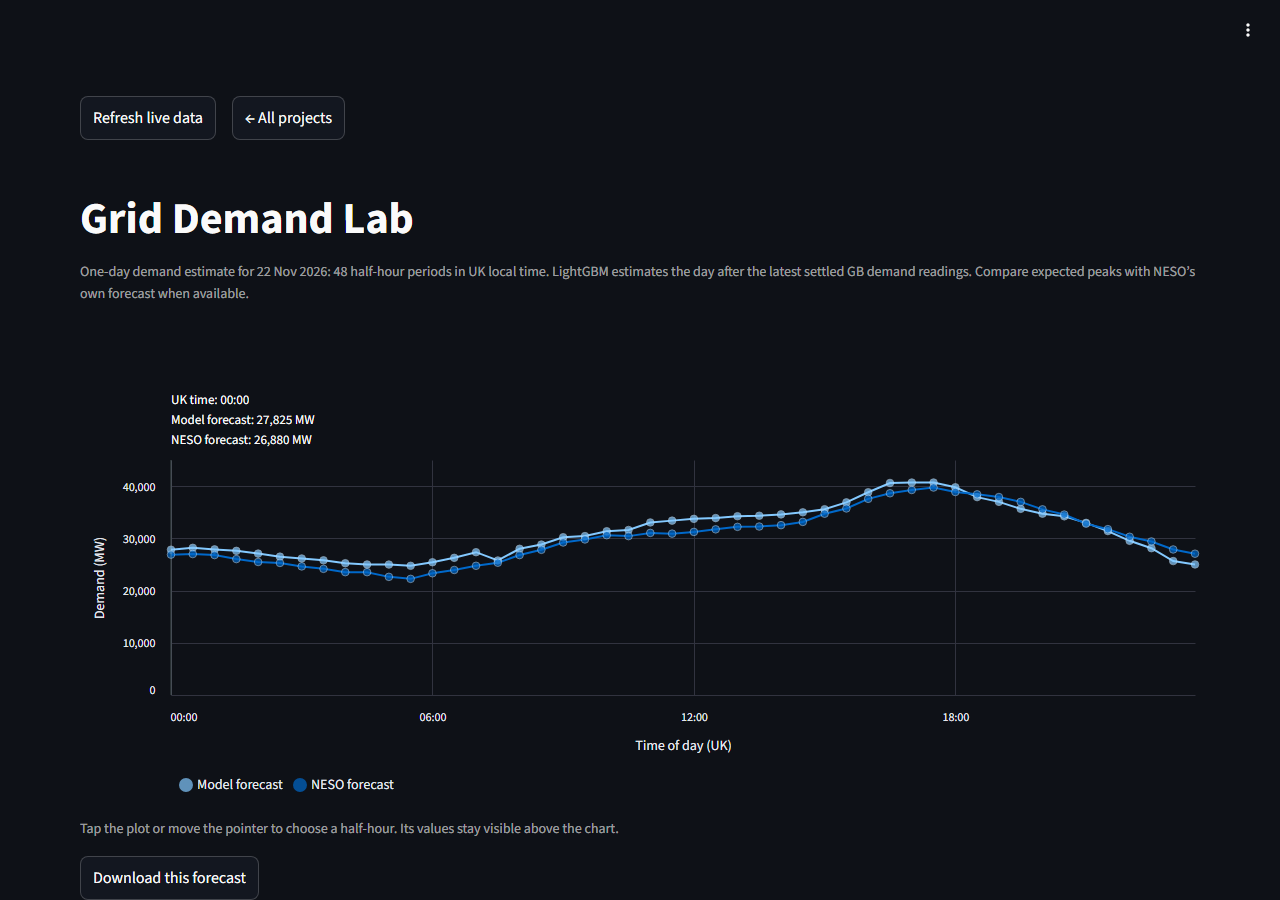 Refresh live data
← All projects
Grid Demand Lab
One-day demand estimate for 22 Nov 2026: 48 half-hour periods in UK local time. LightGBM estimates the day after the latest settled GB demand readings. Compare expected peaks with NESO’s
own forecast when available.
UK time: 00:00
Model forecast: 27,825 MW
NESO forecast: 26,880 MW
Demand (MW)
40,000
30,000
20,000
10,000
0
00:00 06:00 12:00 18:00
Time of day (UK)
Model forecast NESO forecast
Tap the plot or move the pointer to choose a half-hour. Its values stay visible above the chart.
Download this forecast